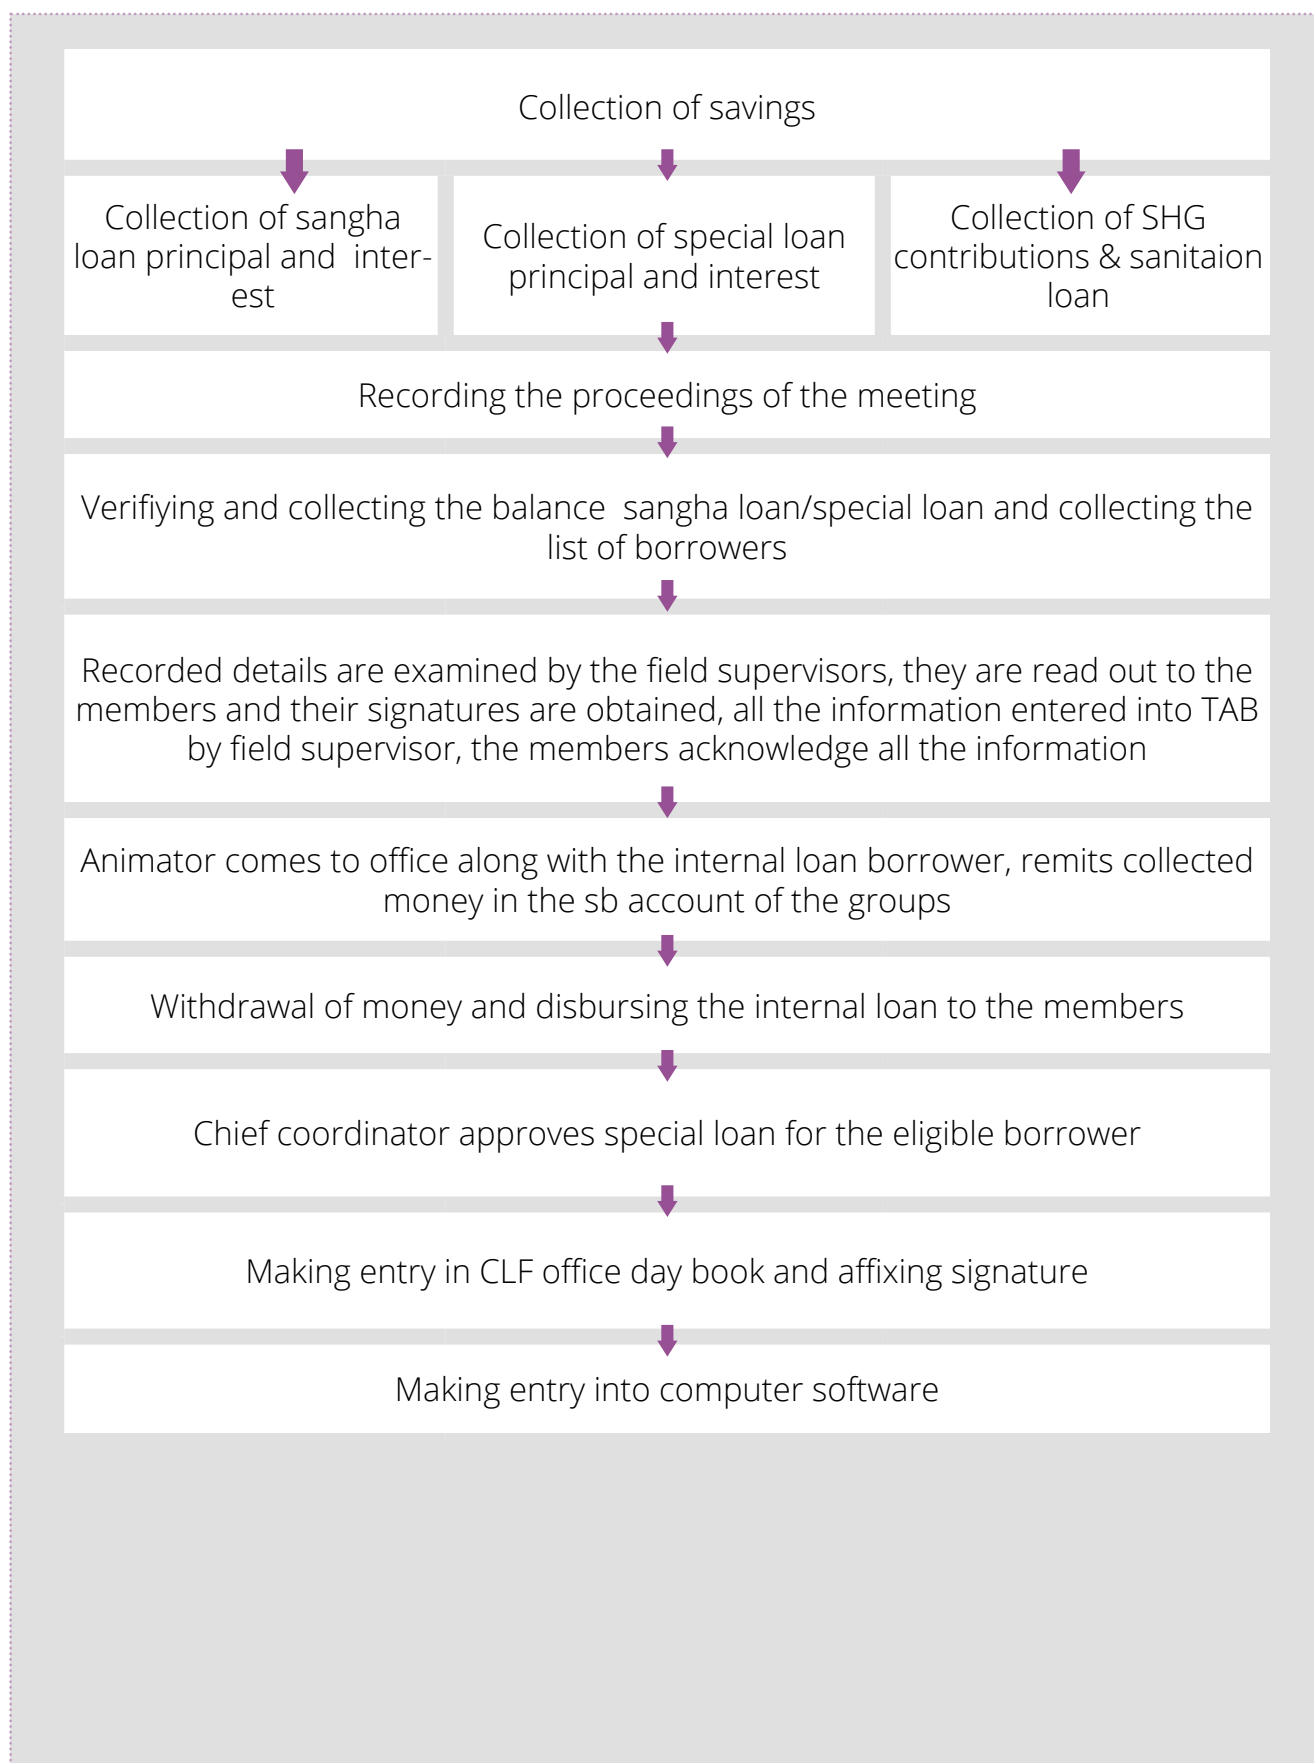 Collection of savings
Collection of sangha
loan principal and  inter-
est
Collection of special loan
principal and interest
Collection of SHG
contributions & sanitaion
loan
Recording the proceedings of the meeting
Verifiying and collecting the balance  sangha loan/special loan and collecting the
list of borrowers
Recorded details are examined by the field supervisors, they are read out to the
members and their signatures are obtained, all the information entered into TAB
by field supervisor, the members acknowledge all the information
Animator comes to office along with the internal loan borrower, remits collected
money in the sb account of the groups
Withdrawal of money and disbursing the internal loan to the members
Chief coordinator approves special loan for the eligible borrower
Making entry in CLF office day book and affixing signature
Making entry into computer software